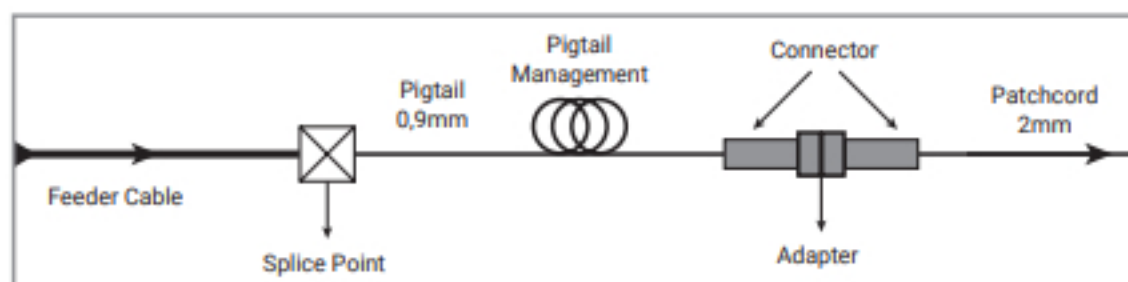 Pigtail
Management
Connector
Pigtail
0,9mm
Patchcord
2mm
Feeder Cable
Splice Point
Adapter